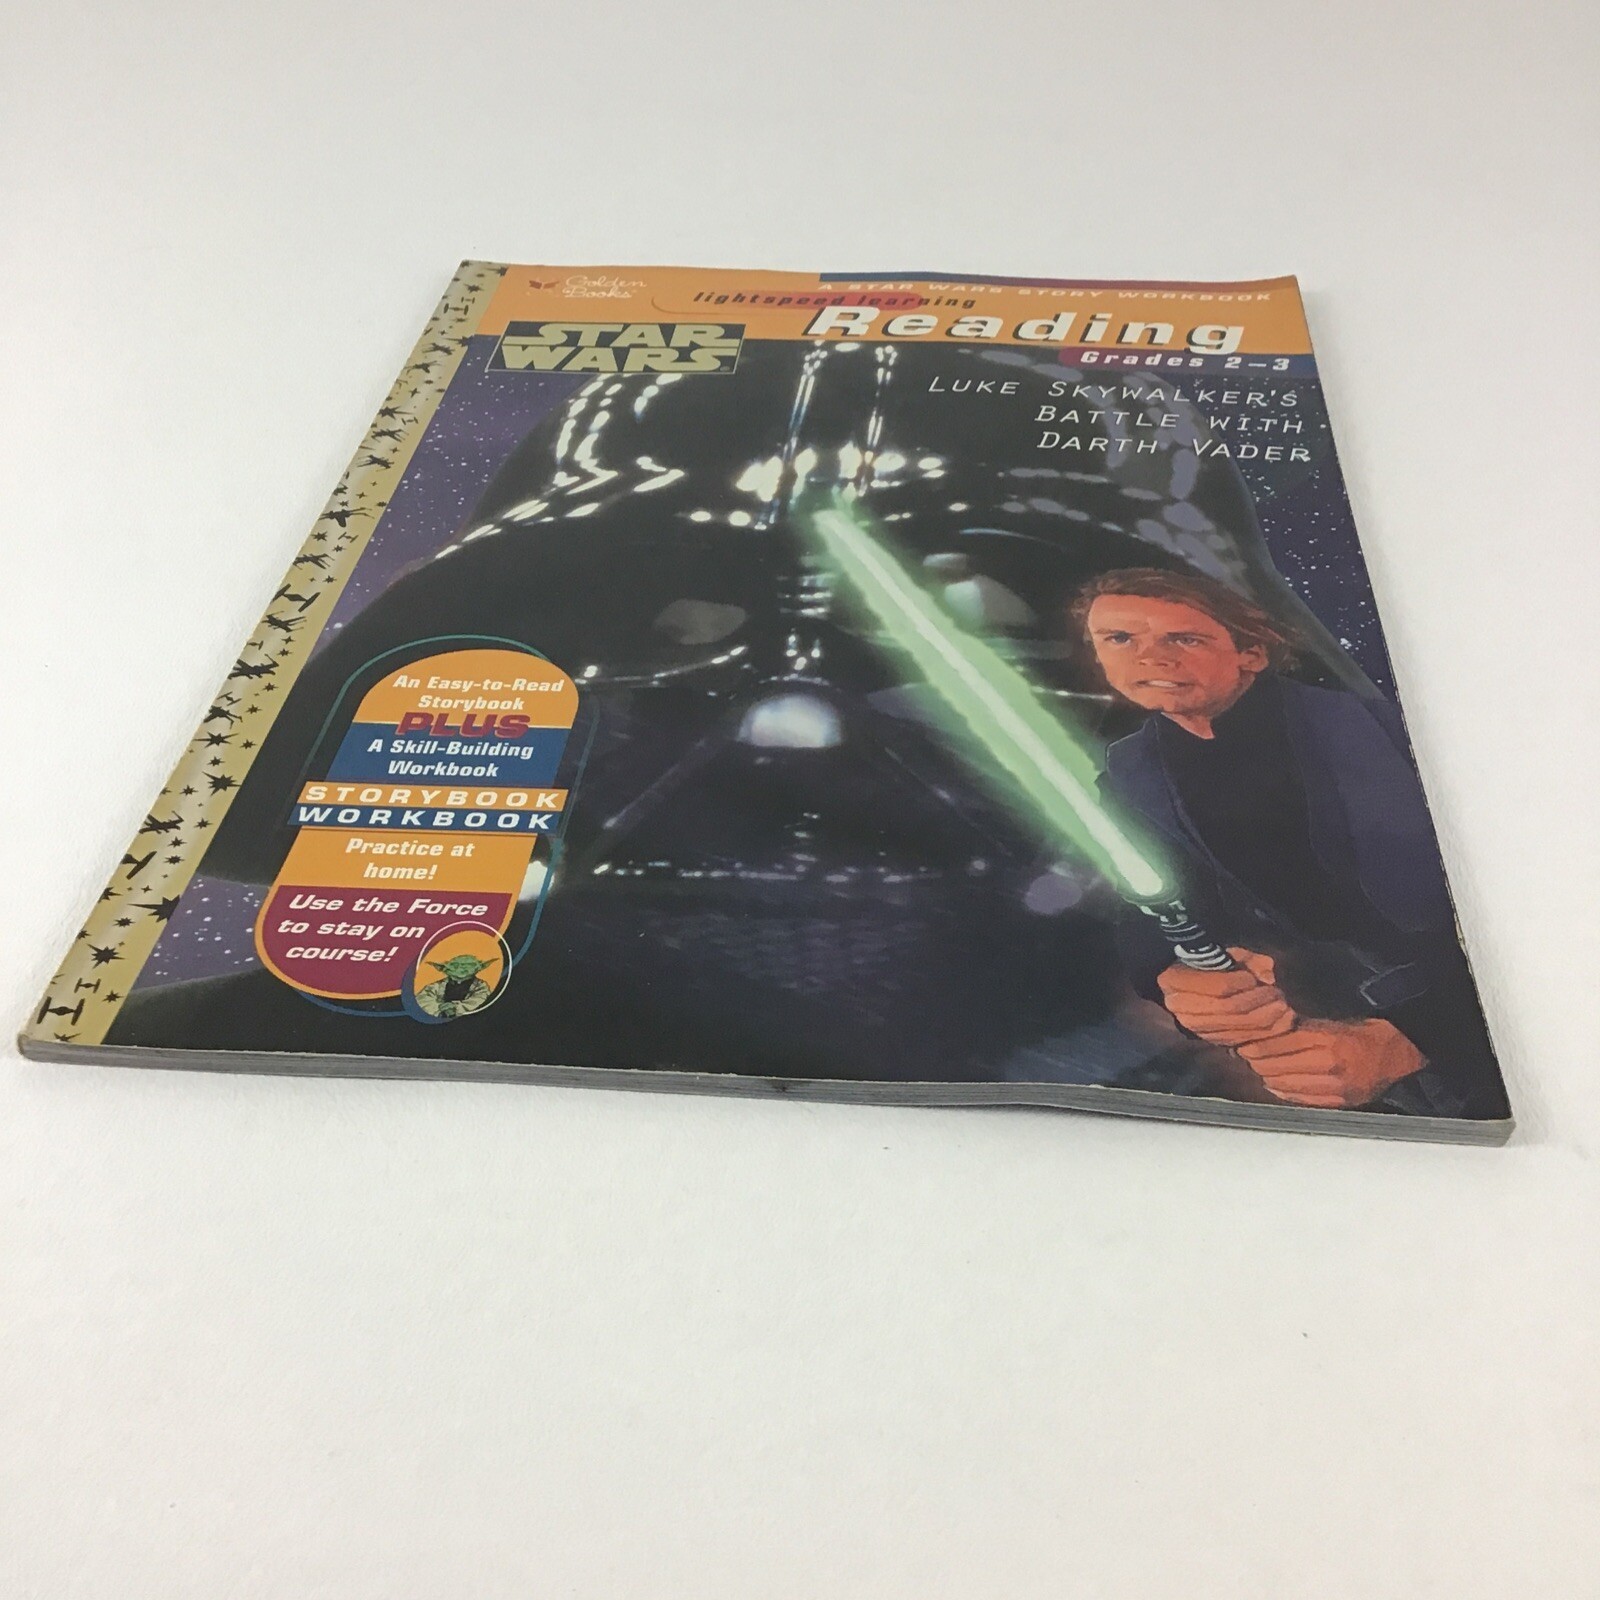 Golden
Books
A STAR WARS STORY WORKBOOK
lightspeed learning
Reading
Grades 2–3
STAR
WARS®
LUKE SKYWALKER'S
BATTLE WITH
DARTH VADER
An Easy-to-Read
Storybook
PLUS
A Skill-Building
Workbook
STORYBOOK
WORKBOOK
Practice at
home!
Use the Force
to stay on
course!